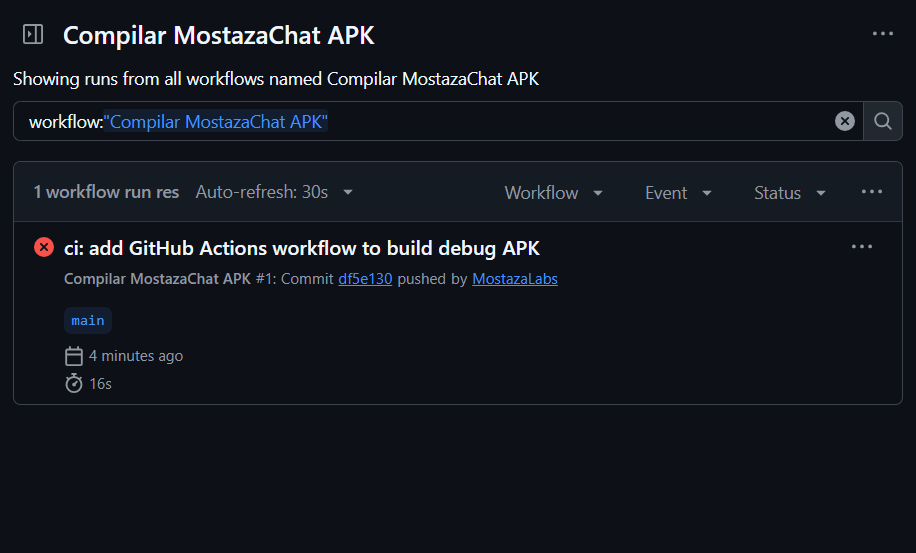 Compilar MostazaChat APK
Showing runs from all workflows named Compilar MostazaChat APK
workflow:"Compilar MostazaChat APK"
1 workflow run res Auto-refresh: 30s Workflow Event Status
ci: add GitHub Actions workflow to build debug APK
Compilar MostazaChat APK #1: Commit df5e130 pushed by MostazaLabs
main
4 minutes ago
16s